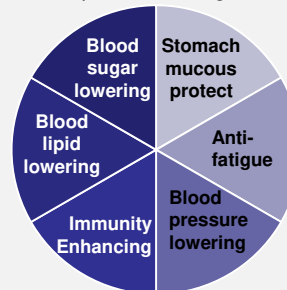 Blood
sugar
lowering
Stomach
mucous
protect
Anti-
fatigue
Blood
pressure
lowering
Immunity
Enhancing
Blood
lipid
lowering